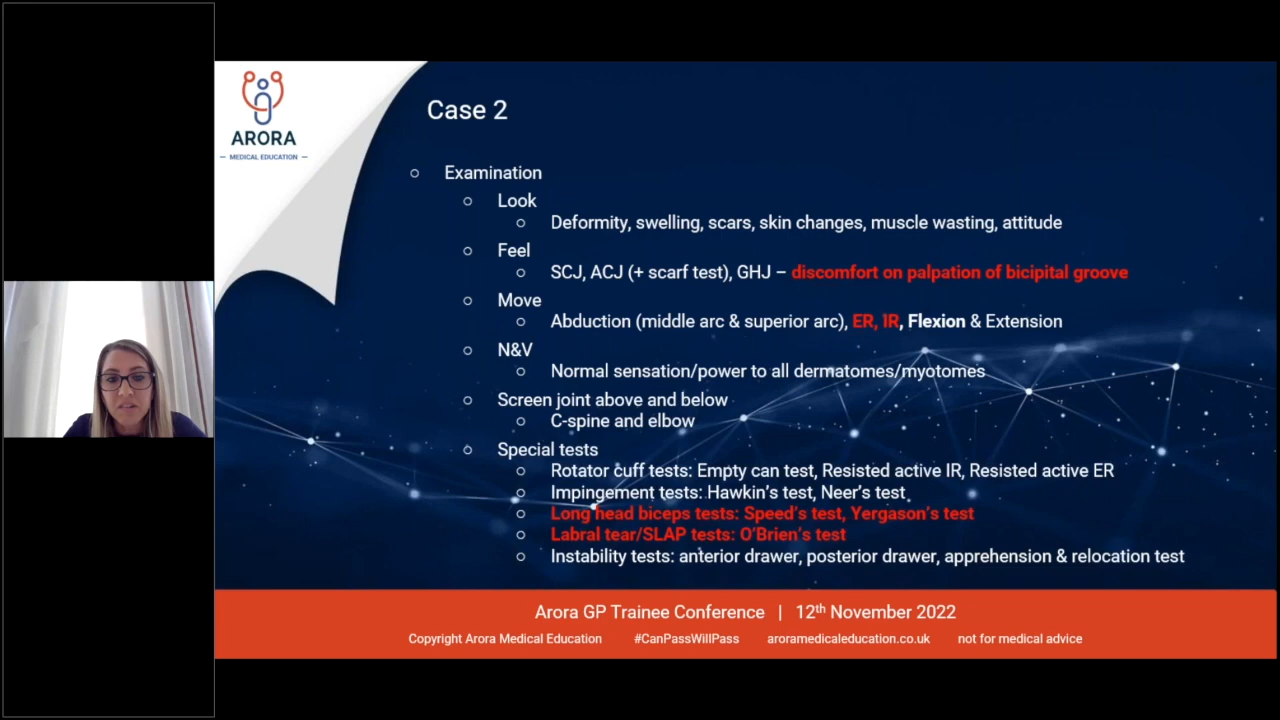 ARORA
MEDICAL EDUCATION
Case 2
Examination
Look
Deformity, swelling, scars, skin changes, muscle wasting, attitude
Feel
SCJ, ACJ (+ scarf test), GHJ – discomfort on palpation of bicipital groove
Move
Abduction (middle arc & superior arc), ER, IR, Flexion & Extension
N&V
Normal sensation/power to all dermatomes/myotomes
Screen joint above and below
C-spine and elbow
Special tests
Rotator cuff tests: Empty can test, Resisted active IR, Resisted active ER
Impingement tests: Hawkin's test, Neer's test
Long head biceps tests: Speed's test, Yergason's test
Labral tear/SLAP tests: O'Brien's test
Instability tests: anterior drawer, posterior drawer, apprehension & relocation test
Arora GP Trainee Conference | 12th November 2022
Copyright Arora Medical Education #CanPassWillPass aroramedicaleducation.co.uk not for medical advice